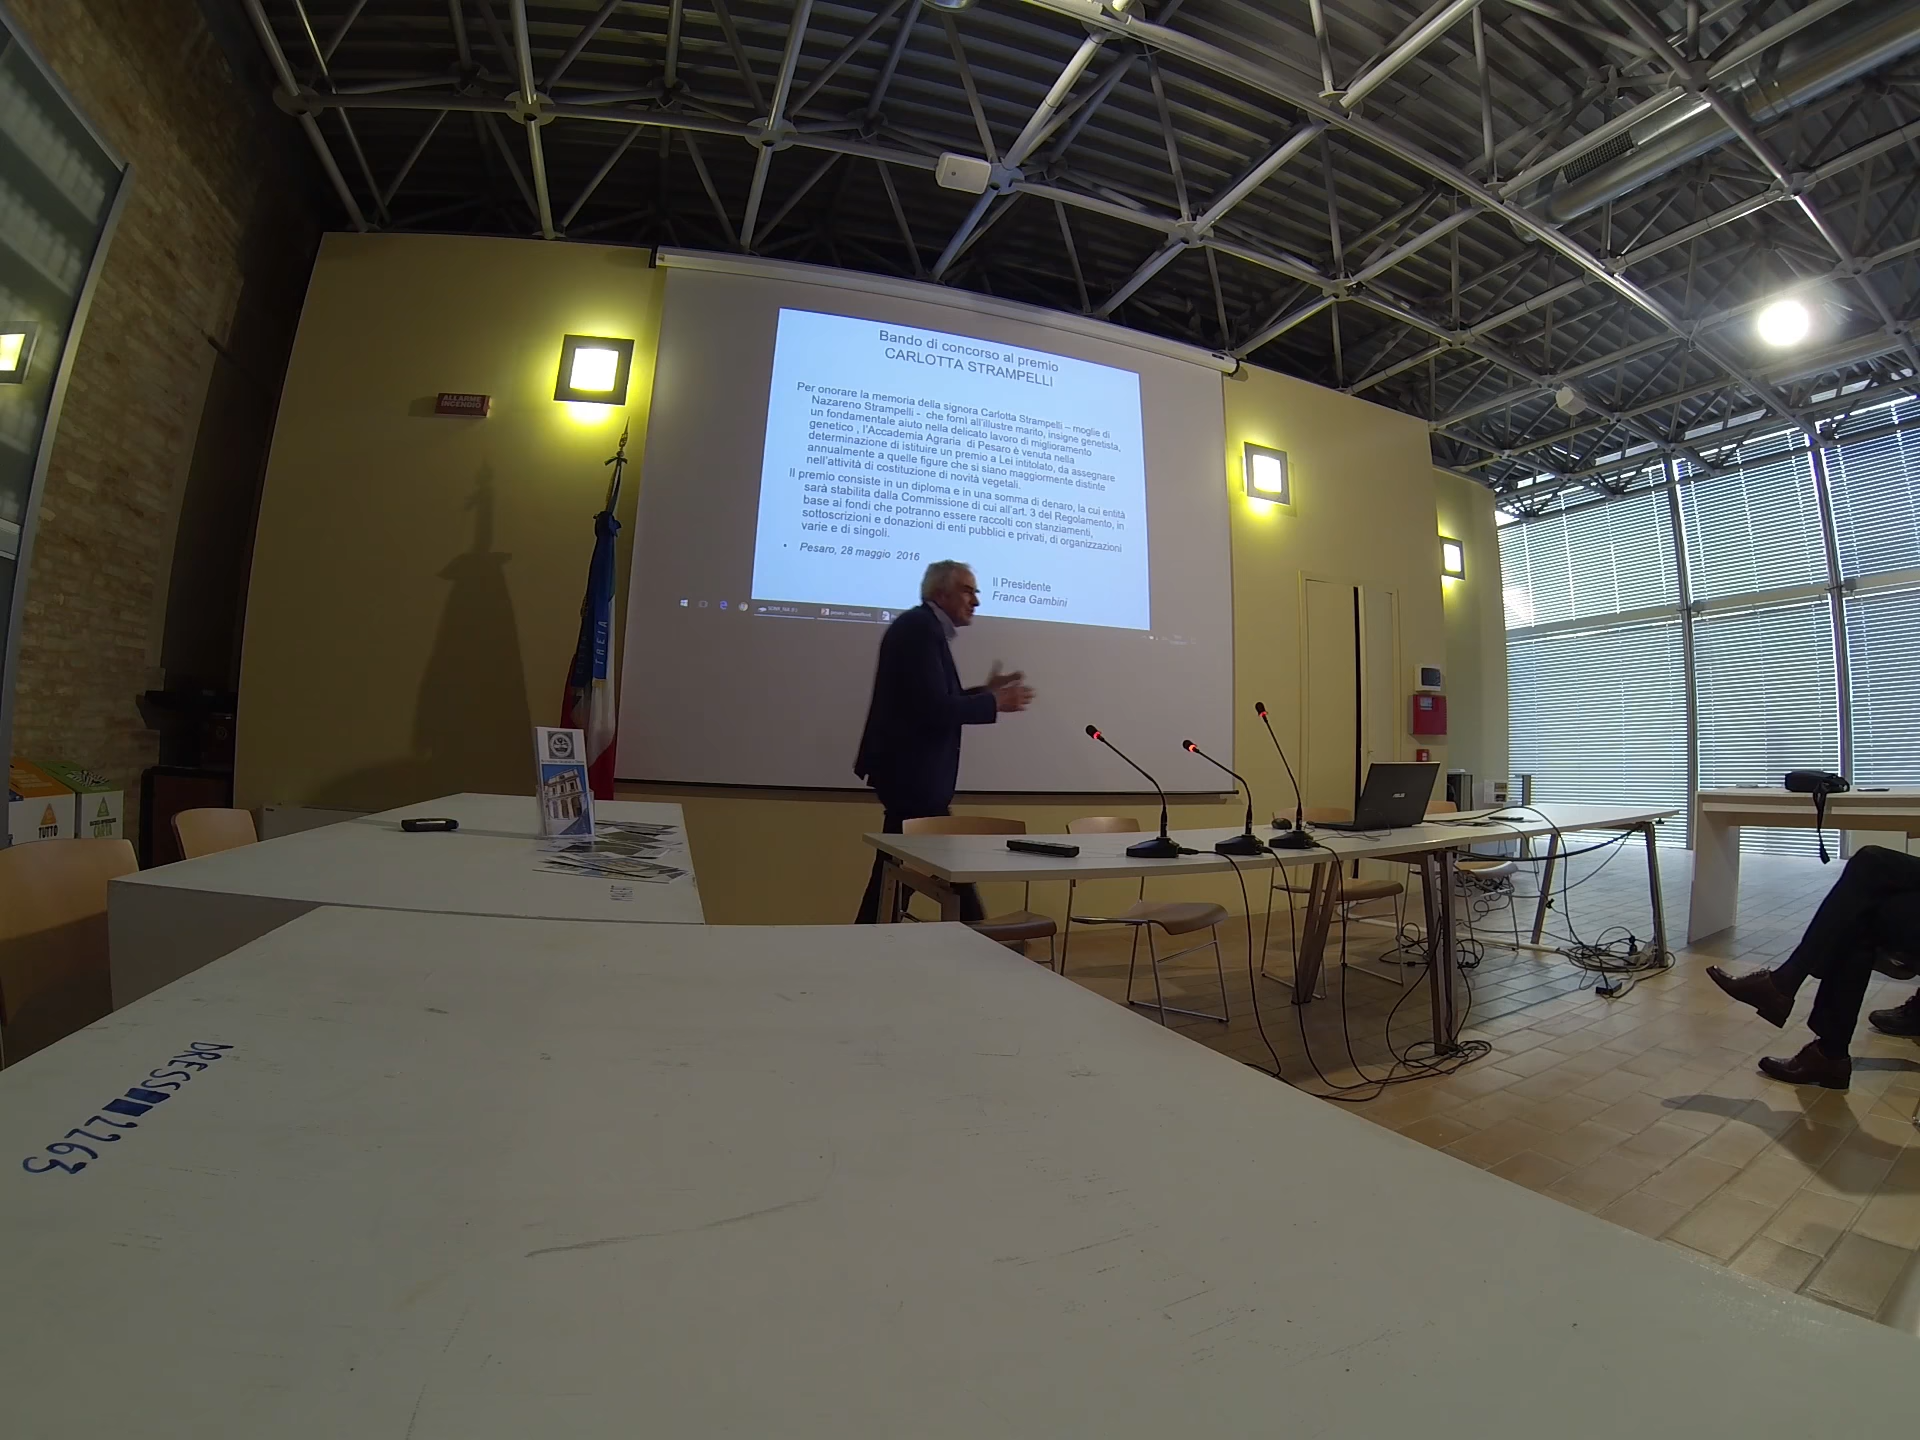 Bando di concorso al premio
CARLOTTA STRAMPELLI
Per onorare la memoria della signora Carlotta Strampelli – moglie di
Nazareno Strampelli - che fornì all'illustre marito, insigne genetista,
un fondamentale aiuto nella delicato lavoro di miglioramento
genetico , l'Accademia Agraria di Pesaro è venuta nella
determinazione di istituire un premio a Lei intitolato, da assegnare
annualmente a quelle figure che si siano maggiormente distinte
nell'attività di costituzione di novità vegetali.
Il premio consiste in un diploma e in una somma di denaro, la cui entità
sarà stabilita dalla Commissione di cui all'art. 3 del Regolamento, in
base ai fondi che potranno essere raccolti con stanziamenti,
sottoscrizioni e donazioni di enti pubblici e privati, di organizzazioni
varie e di singoli.
• Pesaro, 28 maggio 2016
Il Presidente
Franca Gambini
ALLARME
INCENDIO
TREIA
TUTTO
CARTA
ASUS
2263